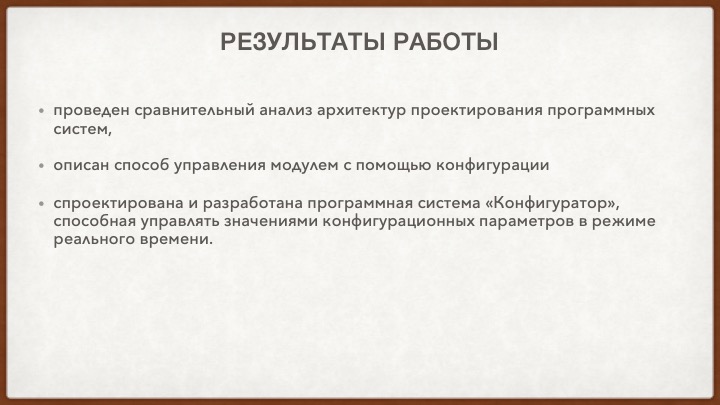 РЕЗУЛЬТАТЫ РАБОТЫ
• проведен сравнительный анализ архитектур проектирования программных
систем,
• описан способ управления модулем с помощью конфигурации
• спроектирована и разработана программная система «Конфигуратор»,
способная управлять значениями конфигурационных параметров в режиме
реального времени.